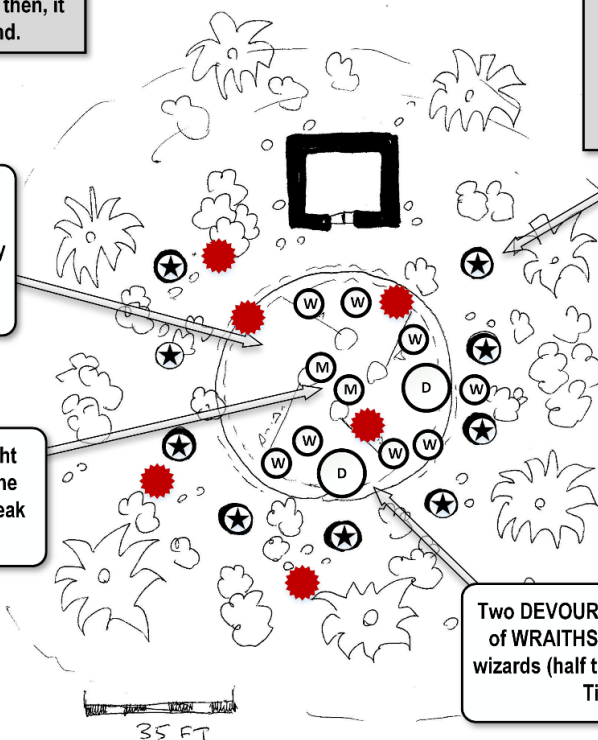 then, it
nd.
y
W
W
W
M
M
D
W
W
W
W
W
D
ht
ne
eak
Two DEVOUR
of WRAITHS
wizards (half t
Ti
35 FT